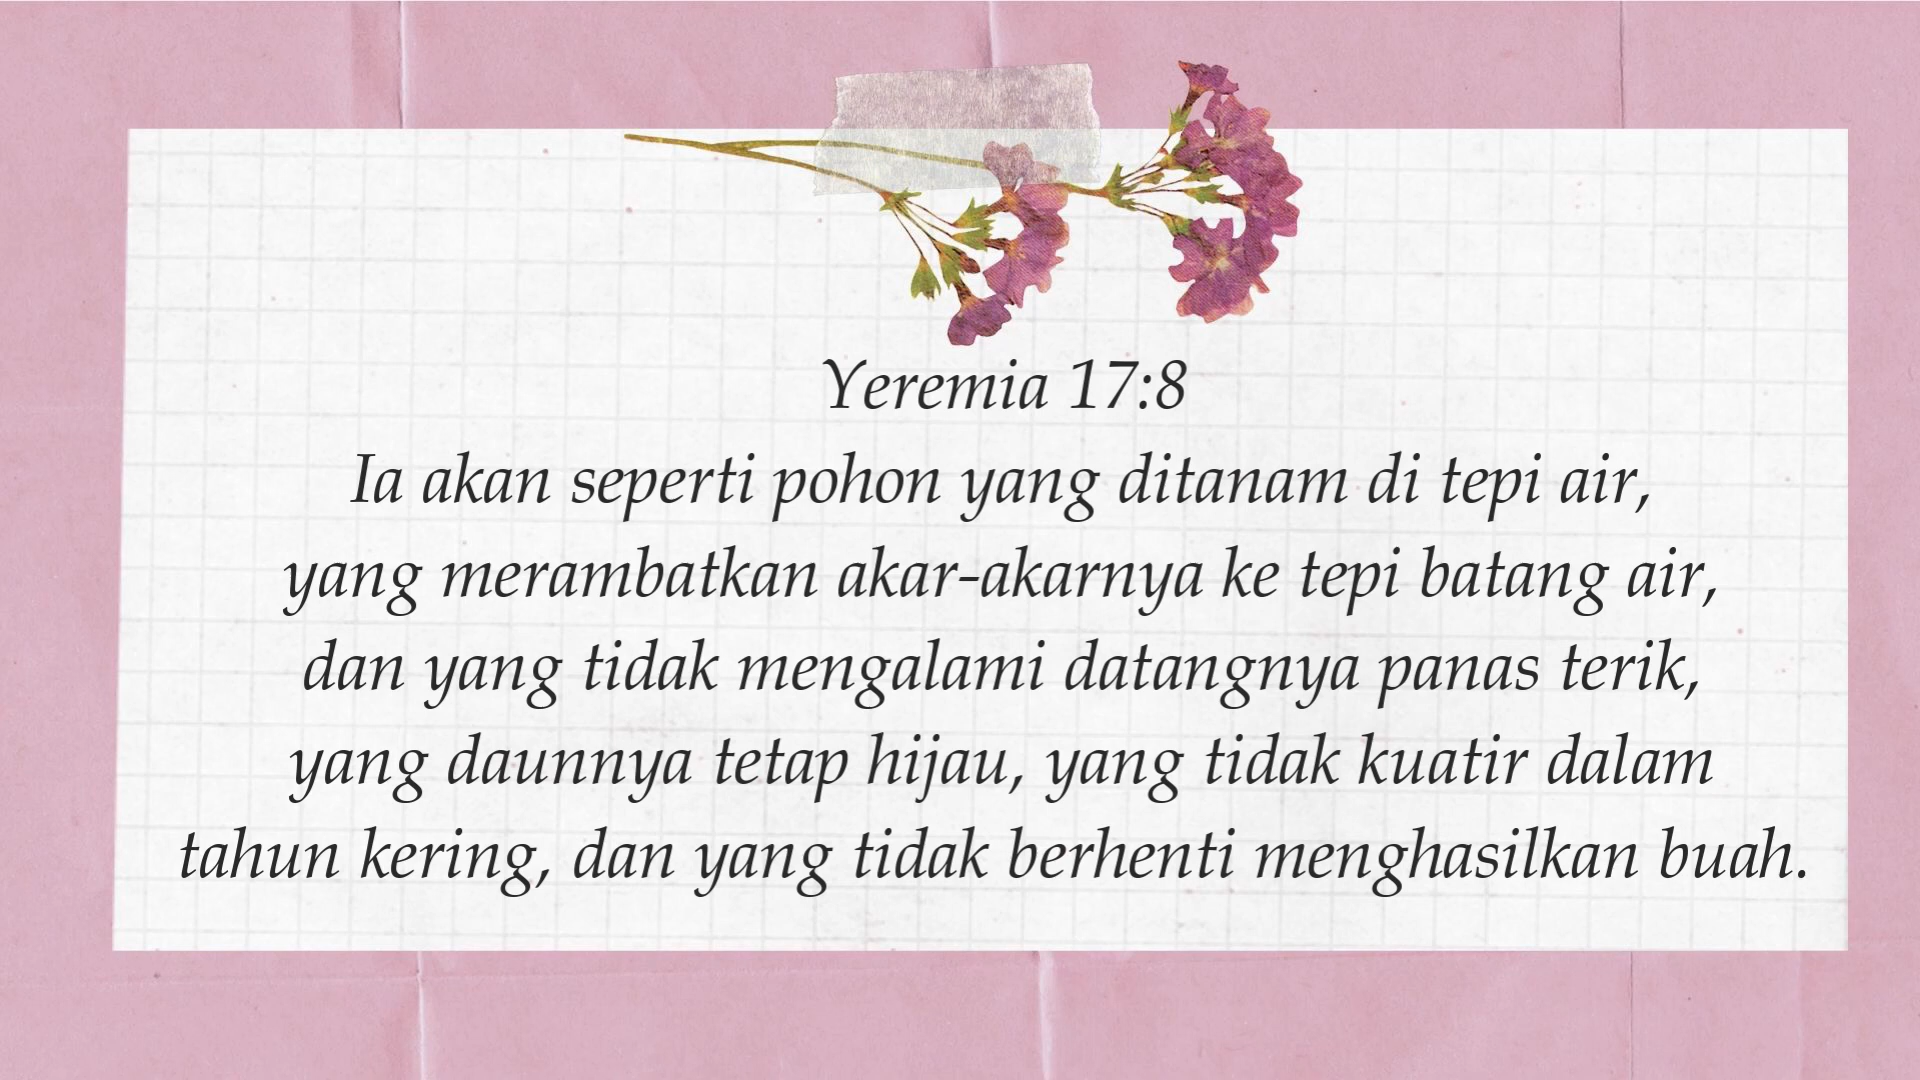 Yeremia 17:8
Ia akan seperti pohon yang ditanam di tepi air,
yang merambatkan akar-akarnya ke tepi batang air,
dan yang tidak mengalami datangnya panas terik,
yang daunnya tetap hijau, yang tidak kuatir dalam
tahun kering, dan yang tidak berhenti menghasilkan buah.